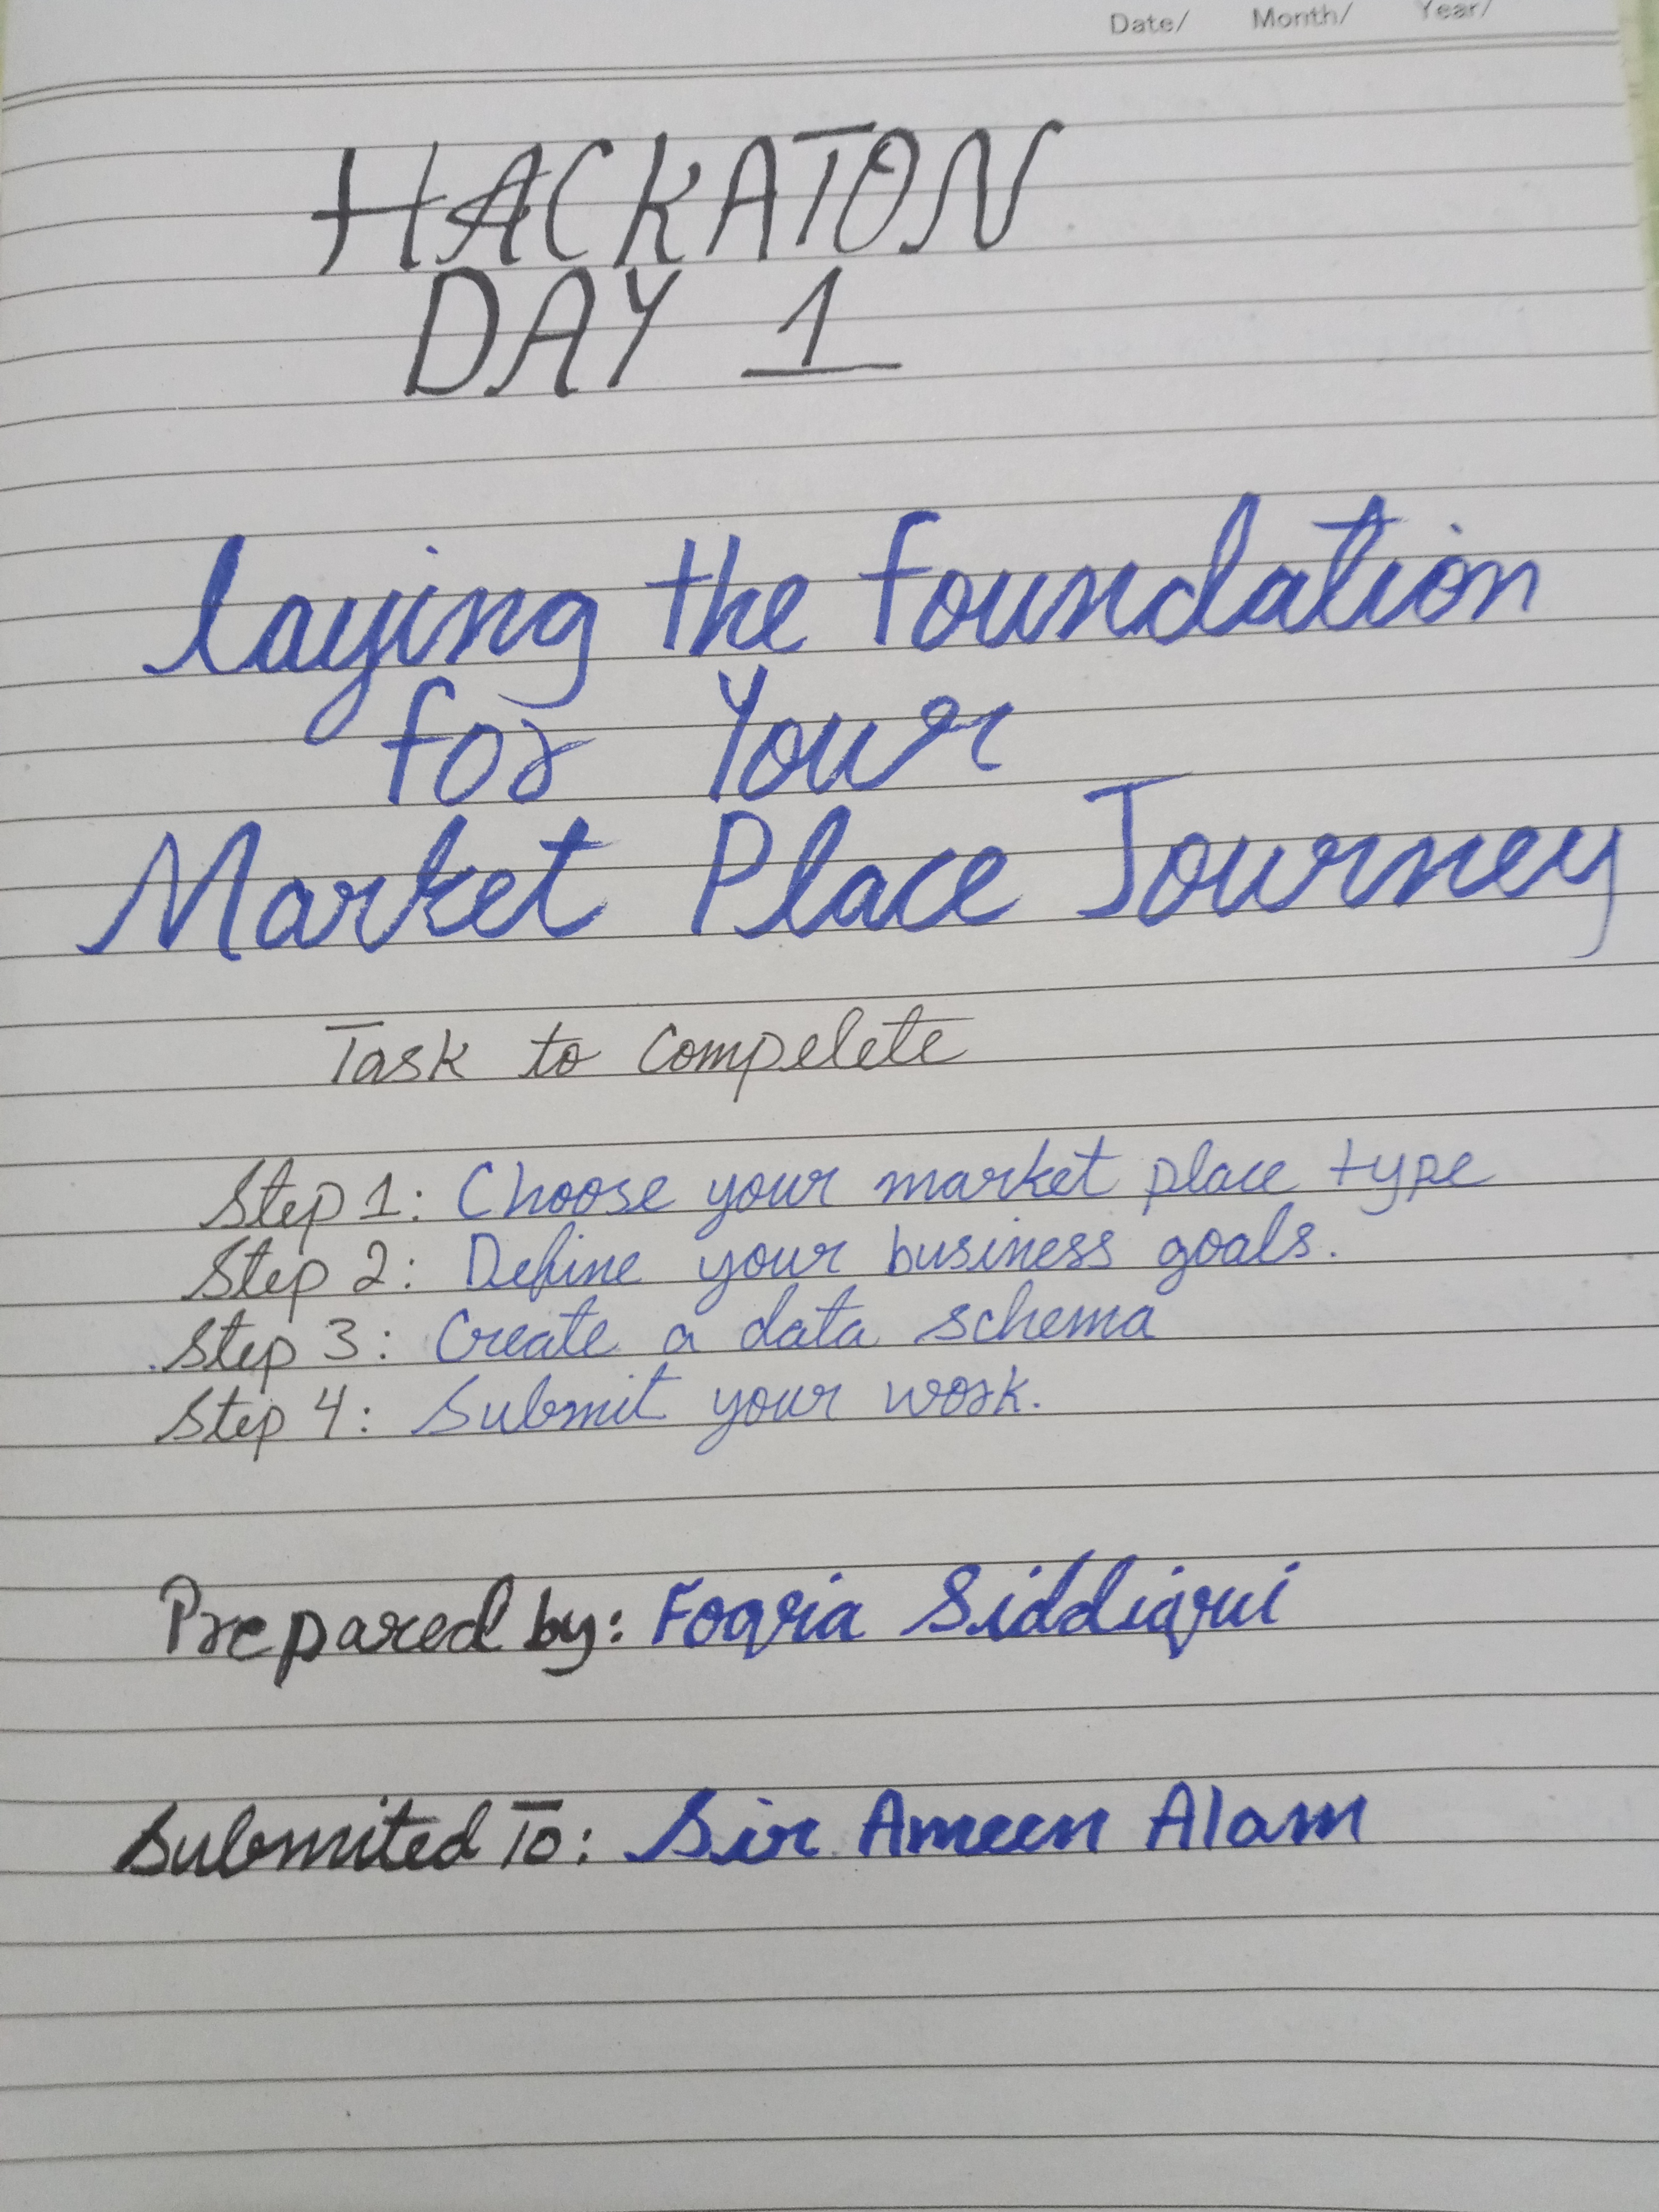 Date/ Month/ Year/
HACKATON
DAY 1
laying the foundation
for Your
Market Place Journey
Task to compelete
Step 1: Choose your market place type
Step 2: Define your business goals.
Step 3: Create a data schema
Step 4: Submit your work.
Prepared by: Foqria Siddiqui
Submited To: Sir Ameen Alam